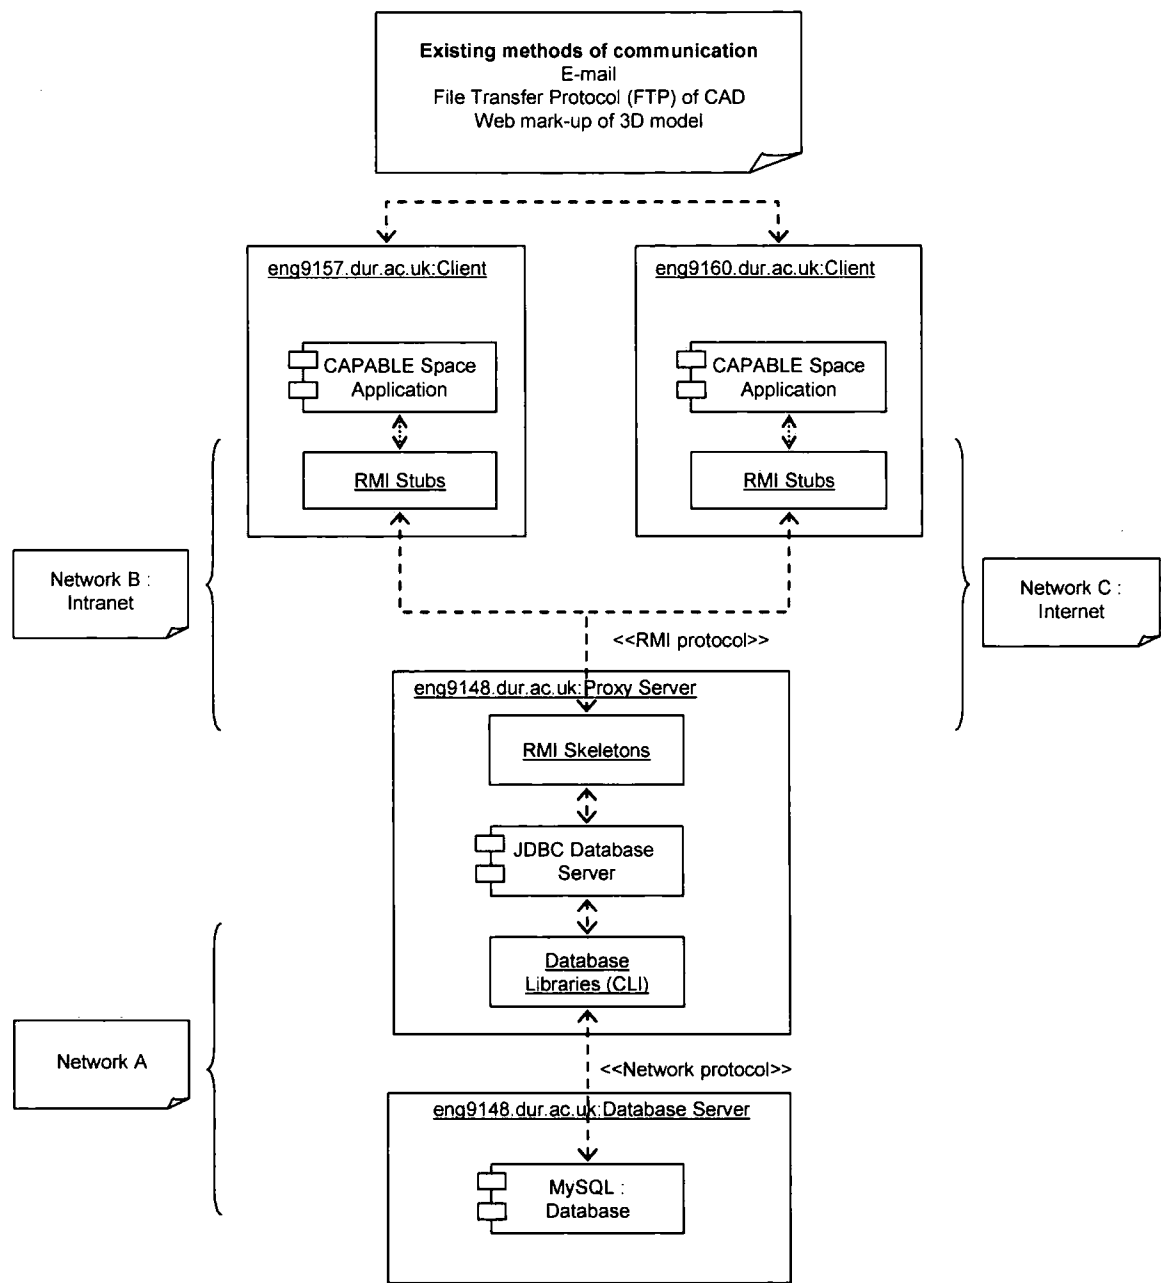 Existing methods of communication
E-mail
File Transfer Protocol (FTP) of CAD
Web mark-up of 3D model
eng9157.dur.ac.uk:Client
eng9160.dur.ac.uk:Client
CAPABLE Space
Application
CAPABLE Space
Application
RMI Stubs
RMI Stubs
Network B :
Intranet
Network C :
Internet
<<RMI protocol>>
eng9148.dur.ac.uk:Proxy Server
RMI Skeletons
JDBC Database
Server
Database
Libraries (CLI)
Network A
<<Network protocol>>
eng9148.dur.ac.uk:Database Server
MySQL :
Database